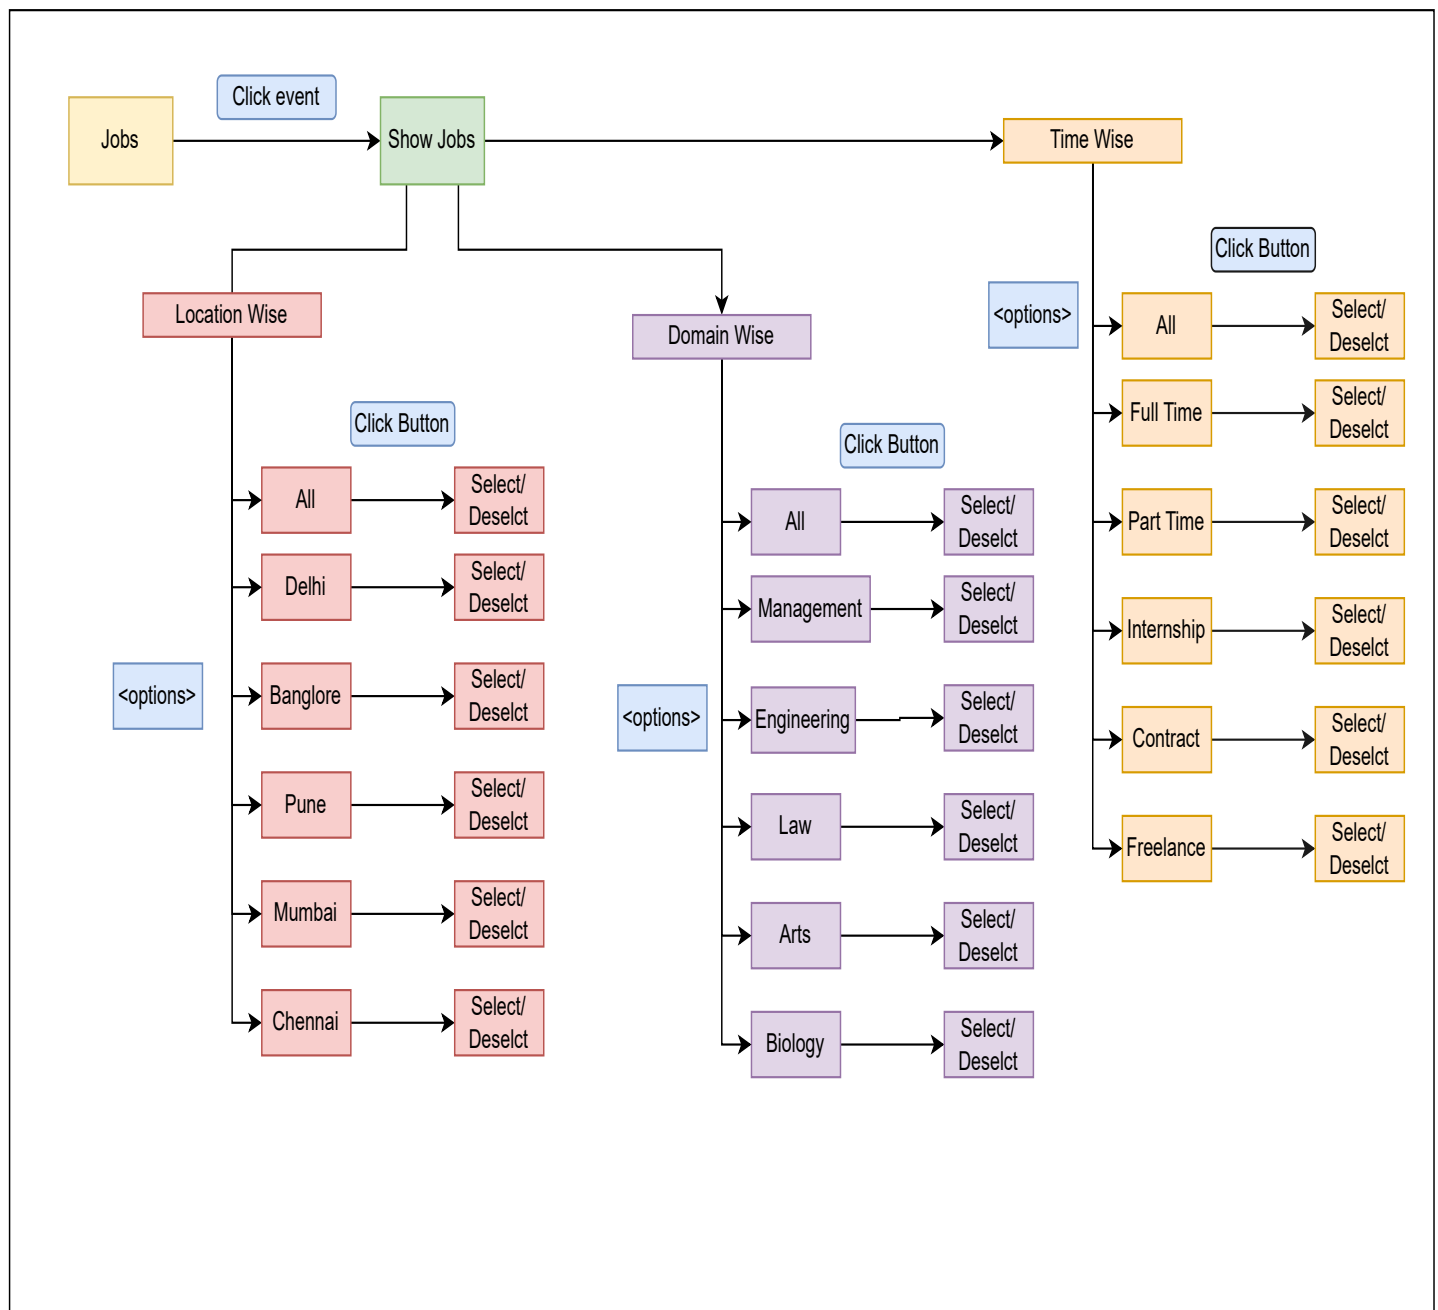 Click event
Jobs
Show Jobs
Time Wise
Location Wise
Click Button
<options>
All
Select/
Deselct
Delhi
Select/
Deselct
Banglore
Select/
Deselct
Pune
Select/
Deselct
Mumbai
Select/
Deselct
Chennai
Select/
Deselct
Domain Wise
Click Button
<options>
All
Select/
Deselct
Management
Select/
Deselct
Engineering
Select/
Deselct
Law
Select/
Deselct
Arts
Select/
Deselct
Biology
Select/
Deselct
Click Button
<options>
All
Select/
Deselct
Full Time
Select/
Deselct
Part Time
Select/
Deselct
Internship
Select/
Deselct
Contract
Select/
Deselct
Freelance
Select/
Deselct